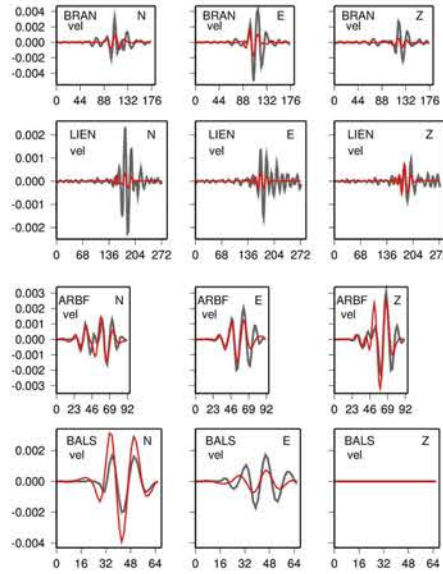 BRAN N
vel
0.004
0.002
0.000
-0.002
-0.004
0 44 88 132 176
BRAN E
vel
0 44 88 132 176
BRAN Z
vel
0 44 88 132 176
LIEN N
vel
0.002
0.001
0.000
-0.001
-0.002
0 68 136 204 272
LIEN E
vel
0 68 136 204 272
LIEN Z
vel
0 68 136 204 272
ARBF N
vel
0.003
0.002
0.001
0.000
-0.001
-0.002
-0.003
0 23 46 69 92
ARBF E
vel
0 23 46 69 92
ARBF Z
vel
0 23 46 69 92
BALS N
vel
0.002
0.000
-0.002
-0.004
0 16 32 48 64
BALS E
vel
0 16 32 48 64
BALS Z
vel
0 16 32 48 64